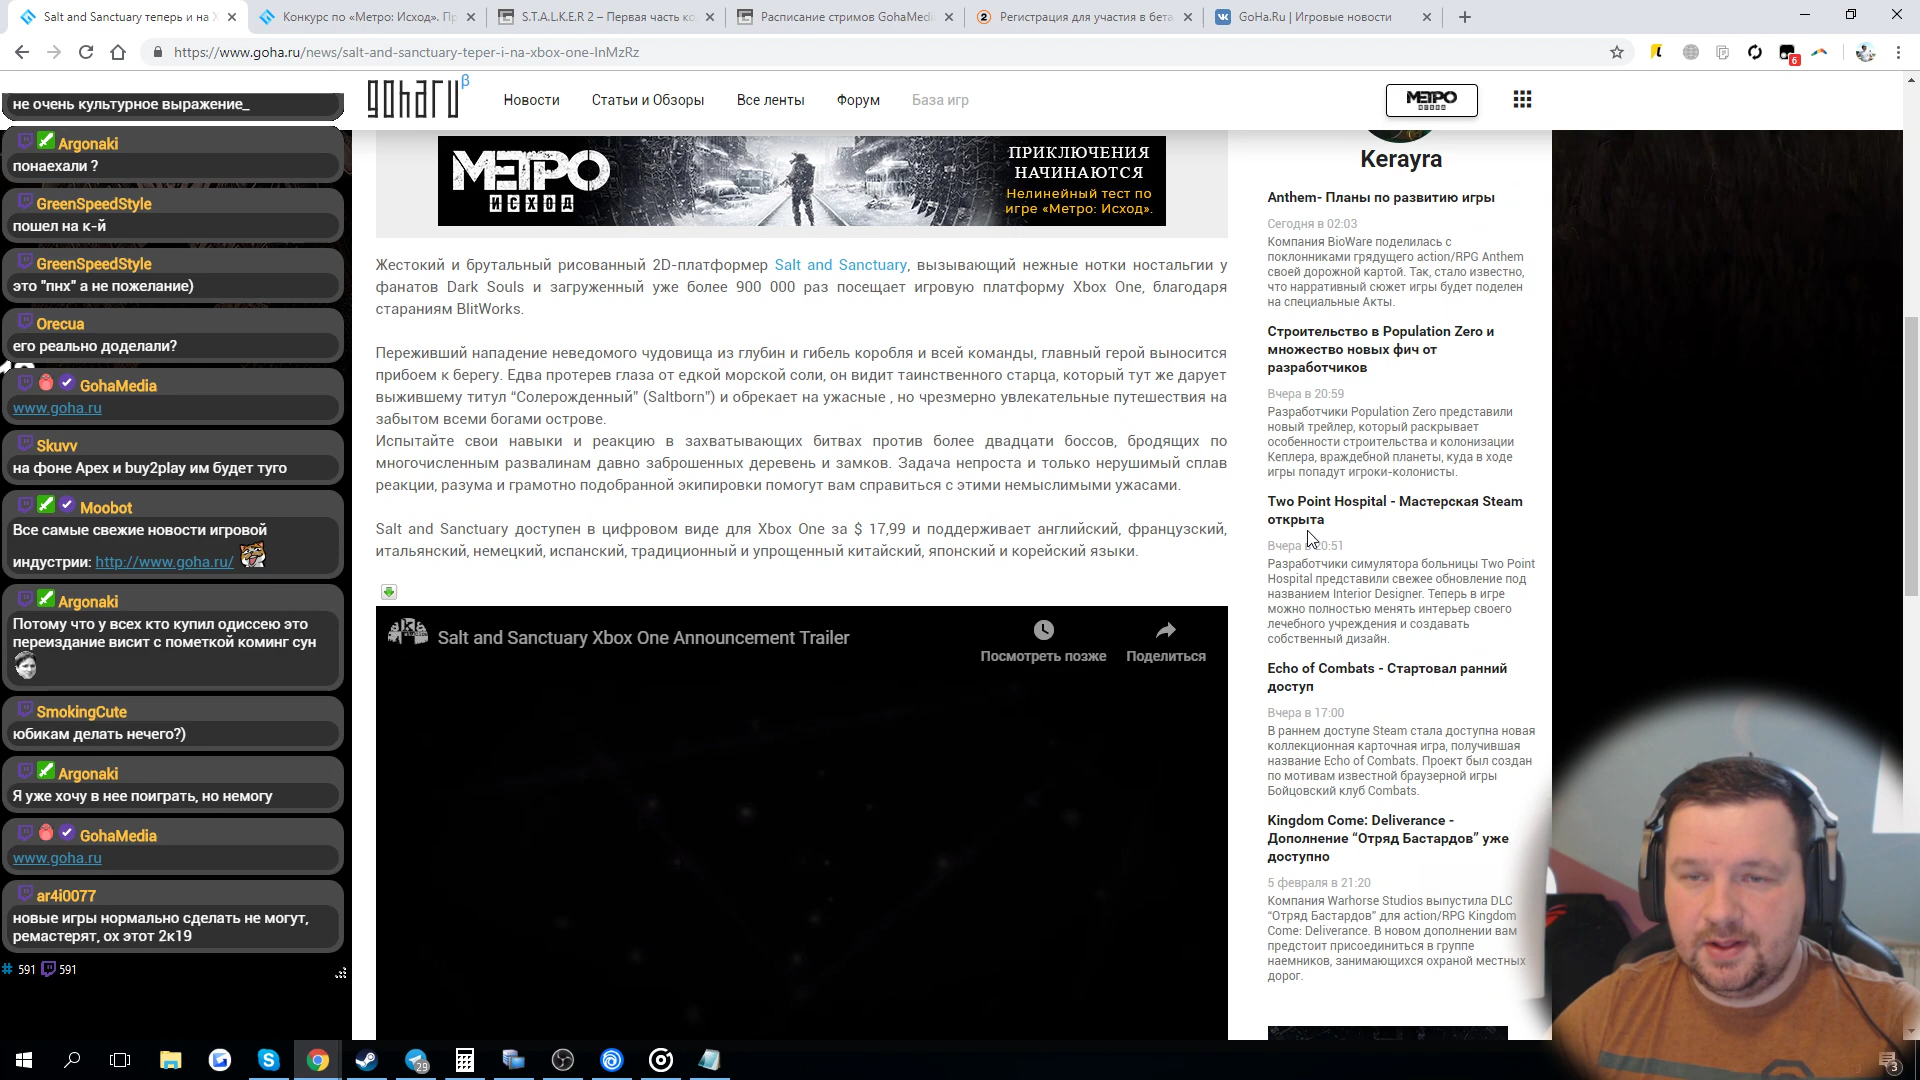 Salt and Sanctuary теперь и на X
Конкурс по «Метро: Исход». Пр
S.T.A.L.K.E.R 2 – Первая часть ко
Расписание стримов GohaMedi
Регистрация для участия в бета
GoHa.Ru | Игровые новости
https://www.goha.ru/news/salt-and-sanctuary-teper-i-na-xbox-one-InMzRz
6
goharu β
Новости
Статьи и Обзоры
Все ленты
Форум
База игр
МЕТРО
не очень культурное выражение_
Argonaki
понаехали ?
GreenSpeedStyle
пошел на к-й
GreenSpeedStyle
это "пнх" а не пожелание)
Orecua
его реально доделали?
GohaMedia
www.goha.ru
Skuvv
на фоне Apex и buy2play им будет туго
Moobot
Все самые свежие новости игровой
индустрии: http://www.goha.ru/
Argonaki
Потому что у всех кто купил одиссею это
переиздание висит с пометкой коминг сун
SmokingCute
юбикам делать нечего?)
Argonaki
Я уже хочу в нее поиграть, но немогу
GohaMedia
www.goha.ru
ar4i0077
новые игры нормально сделать не могут,
ремастерят, ох этот 2к19
# 591 591
МЕТРО
ИСХОД
ПРИКЛЮЧЕНИЯ
НАЧИНАЮТСЯ
Нелинейный тест по
игре «Метро: Исход».
Жестокий и брутальный рисованный 2D-платформер Salt and Sanctuary, вызывающий нежные нотки ностальгии у
фанатов Dark Souls и загруженный уже более 900 000 раз посещает игровую платформу Xbox One, благодаря
стараниям BlitWorks.
Переживший нападение неведомого чудовища из глубин и гибель коробля и всей команды, главный герой выносится
прибоем к берегу. Едва протерев глаза от едкой морской соли, он видит таинственного старца, который тут же дарует
выжившему титул “Солерожденный” (Saltborn”) и обрекает на ужасные , но чрезмерно увлекательные путешествия на
забытом всеми богами острове.
Испытайте свои навыки и реакцию в захватывающих битвах против более двадцати боссов, бродящих по
многочисленным развалинам давно заброшенных деревень и замков. Задача непроста и только нерушимый сплав
реакции, разума и грамотно подобранной экипировки помогут вам справиться с этими немыслимыми ужасами.
Salt and Sanctuary доступен в цифровом виде для Xbox One за $ 17,99 и поддерживает английский, французский,
итальянский, немецкий, испанский, традиционный и упрощенный китайский, японский и корейский языки.
Salt and Sanctuary Xbox One Announcement Trailer
Посмотреть позже
Поделиться
Kerayra
Anthem- Планы по развитию игры
Сегодня в 02:03
Компания BioWare поделилась с
поклонниками грядущего action/RPG Anthem
своей дорожной картой. Так, стало известно,
что нарративный сюжет игры будет поделен
на специальные Акты.
Строительство в Population Zero и
множество новых фич от
разработчиков
Вчера в 20:59
Разработчики Population Zero представили
новый трейлер, который раскрывает
особенности строительства и колонизации
Кеплера, враждебной планеты, куда в ходе
игры попадут игроки-колонисты.
Two Point Hospital - Мастерская Steam
открыта
Вчера в 20:51
Разработчики симулятора больницы Two Point
Hospital представили свежее обновление под
названием Interior Designer. Теперь в игре
можно полностью менять интерьер своего
лечебного учреждения и создавать
собственный дизайн.
Echo of Combats - Стартовал ранний
доступ
Вчера в 17:00
В раннем доступе Steam стала доступна новая
коллекционная карточная игра, получившая
название Echo of Combats. Проект был создан
по мотивам известной браузерной игры
Бойцовский клуб Combats.
Kingdom Come: Deliverance -
Дополнение “Отряд Бастардов” уже
доступно
5 февраля в 21:20
Компания Warhorse Studios выпустила DLC
“Отряд Бастардов” для action/RPG Kingdom
Come: Deliverance. В новом дополнении вам
предстоит присоединиться в группе
наемников, занимающихся охраной местных
дорог.
29
3